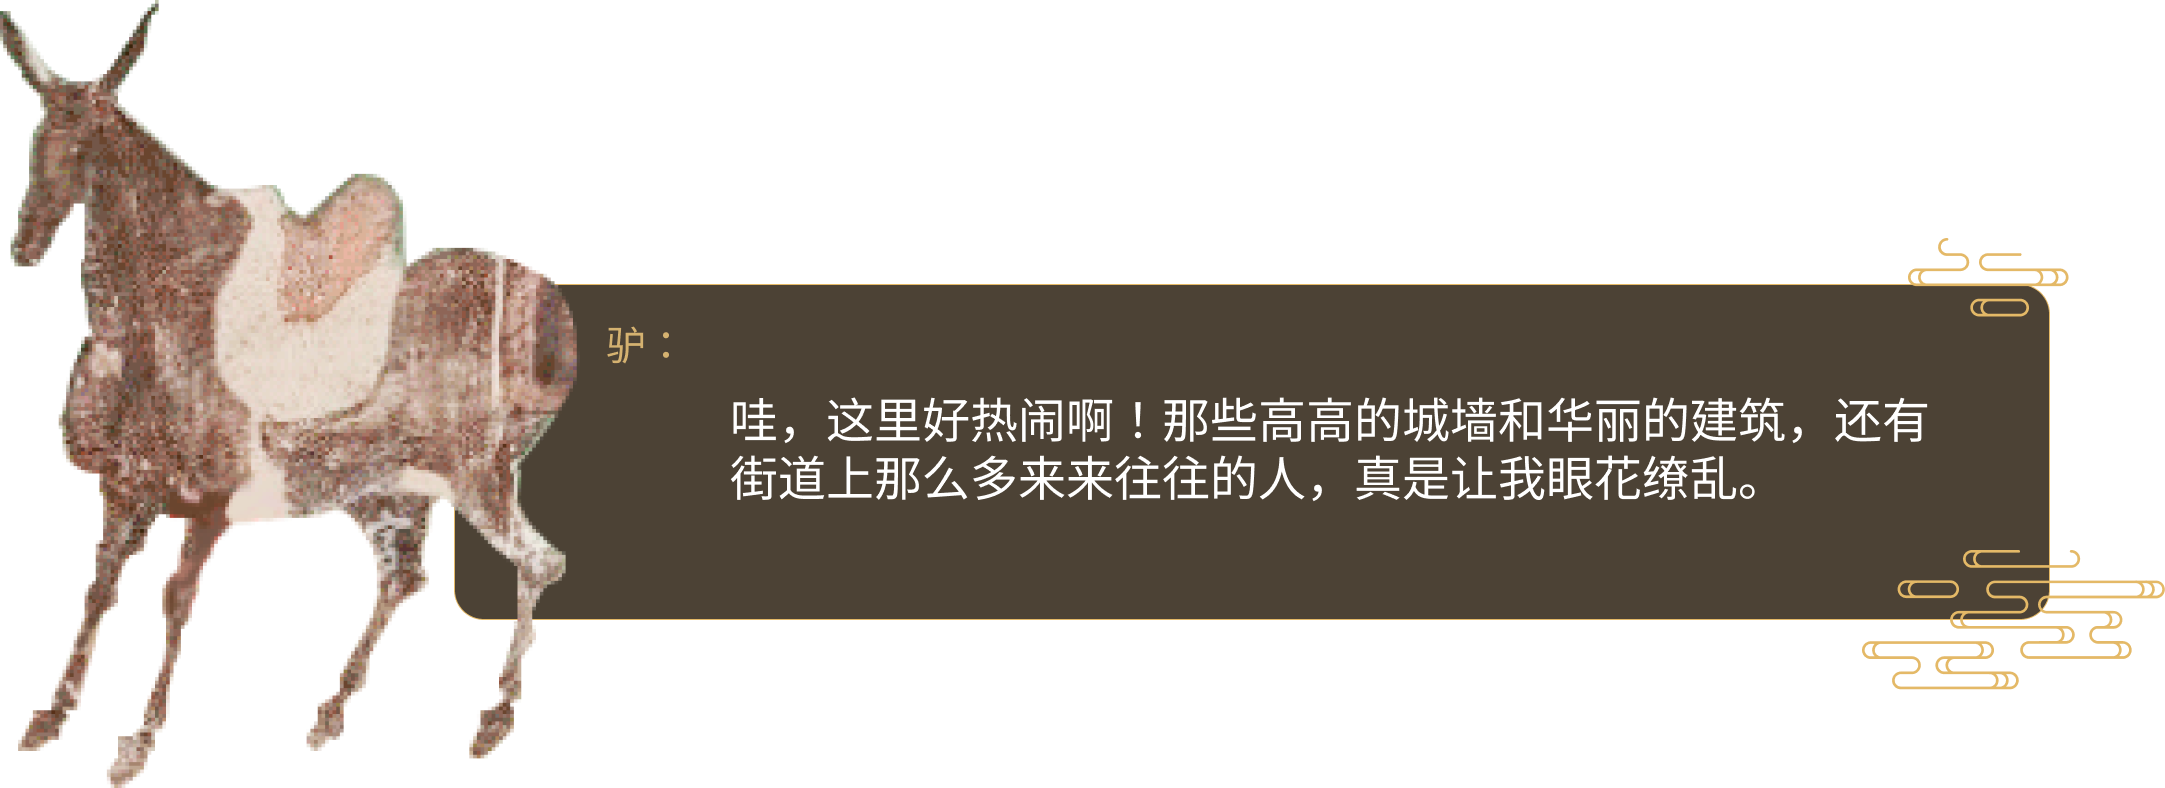 驴：
哇，这里好热闹啊！那些高高的城墙和华丽的建筑，还有
街道上那么多来来往往的人，真是让我眼花缭乱。